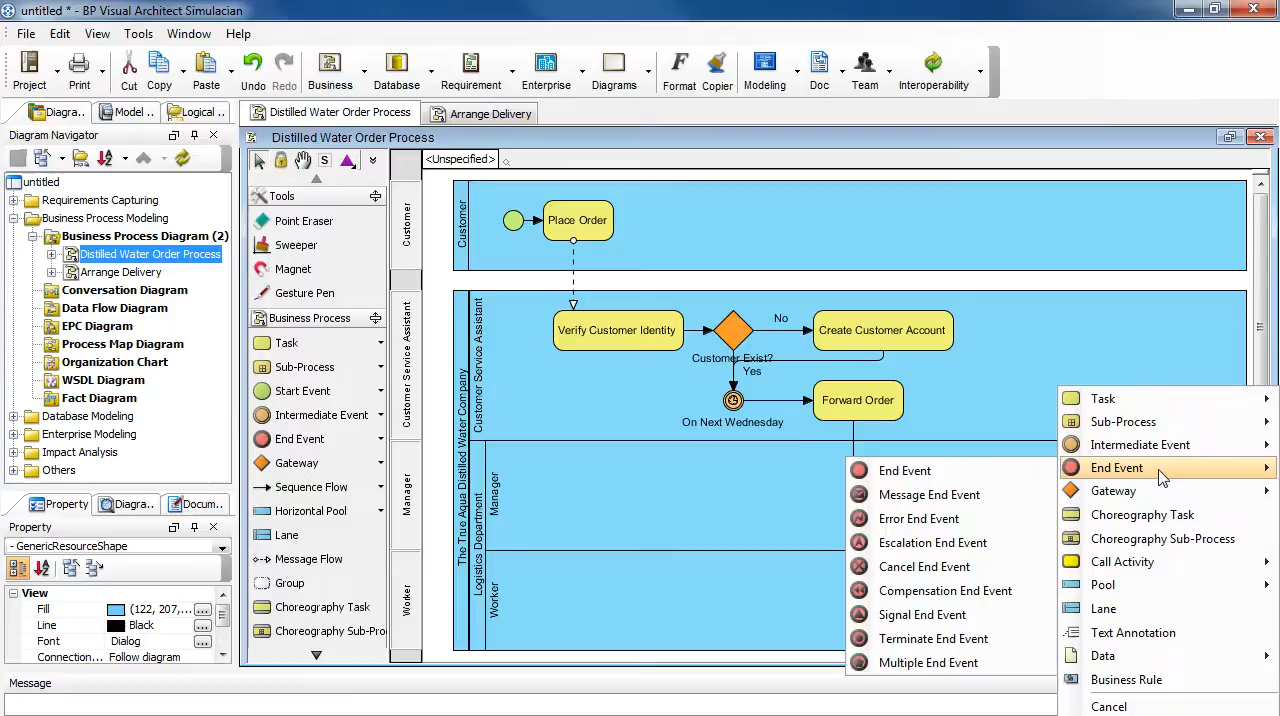 untitled * - BP Visual Architect Simulacian
File Edit View Tools Window Help
Project Print Cut Copy Paste Undo Redo Business Database Requirement Enterprise Diagrams Format Copier Modeling Doc Team Interoperability
Diagra.. Model .. Logical ..
Distilled Water Order Process Arrange Delivery
Diagram Navigator
Distilled Water Order Process
<Unspecified>
untitled
Requirements Capturing
Business Process Modeling
Business Process Diagram (2)
Distilled Water Order Process
Arrange Delivery
Conversation Diagram
Data Flow Diagram
EPC Diagram
Process Map Diagram
Organization Chart
WSDL Diagram
Fact Diagram
Database Modeling
Enterprise Modeling
Impact Analysis
Others
Property Diagra.. Docum..
Property
- GenericResourceShape
View
Fill (122, 207,... ...
Line Black ...
Font Dialog ...
Connection... Follow diagram
Message
S
Tools
Point Eraser
Sweeper
Magnet
Gesture Pen
Business Process
Task
Sub-Process
Start Event
Intermediate Event
End Event
Gateway
Sequence Flow
Horizontal Pool
Lane
Message Flow
Group
Choreography Task
Choreography Sub-Pro
Customer
Customer Service Assistant
Manager
Worker
Customer
Place Order
The True Aqua Distilled Water Company
Customer Service Assistant
Logistics Department
Manager
Worker
Verify Customer Identity
No
Create Customer Account
Customer Exist?
Yes
Forward Order
On Next Wednesday
End Event
Message End Event
Error End Event
Escalation End Event
Cancel End Event
Compensation End Event
Signal End Event
Terminate End Event
Multiple End Event
Task
Sub-Process
Intermediate Event
End Event
Gateway
Choreography Task
Choreography Sub-Process
Call Activity
Pool
Lane
Text Annotation
Data
Business Rule
Cancel